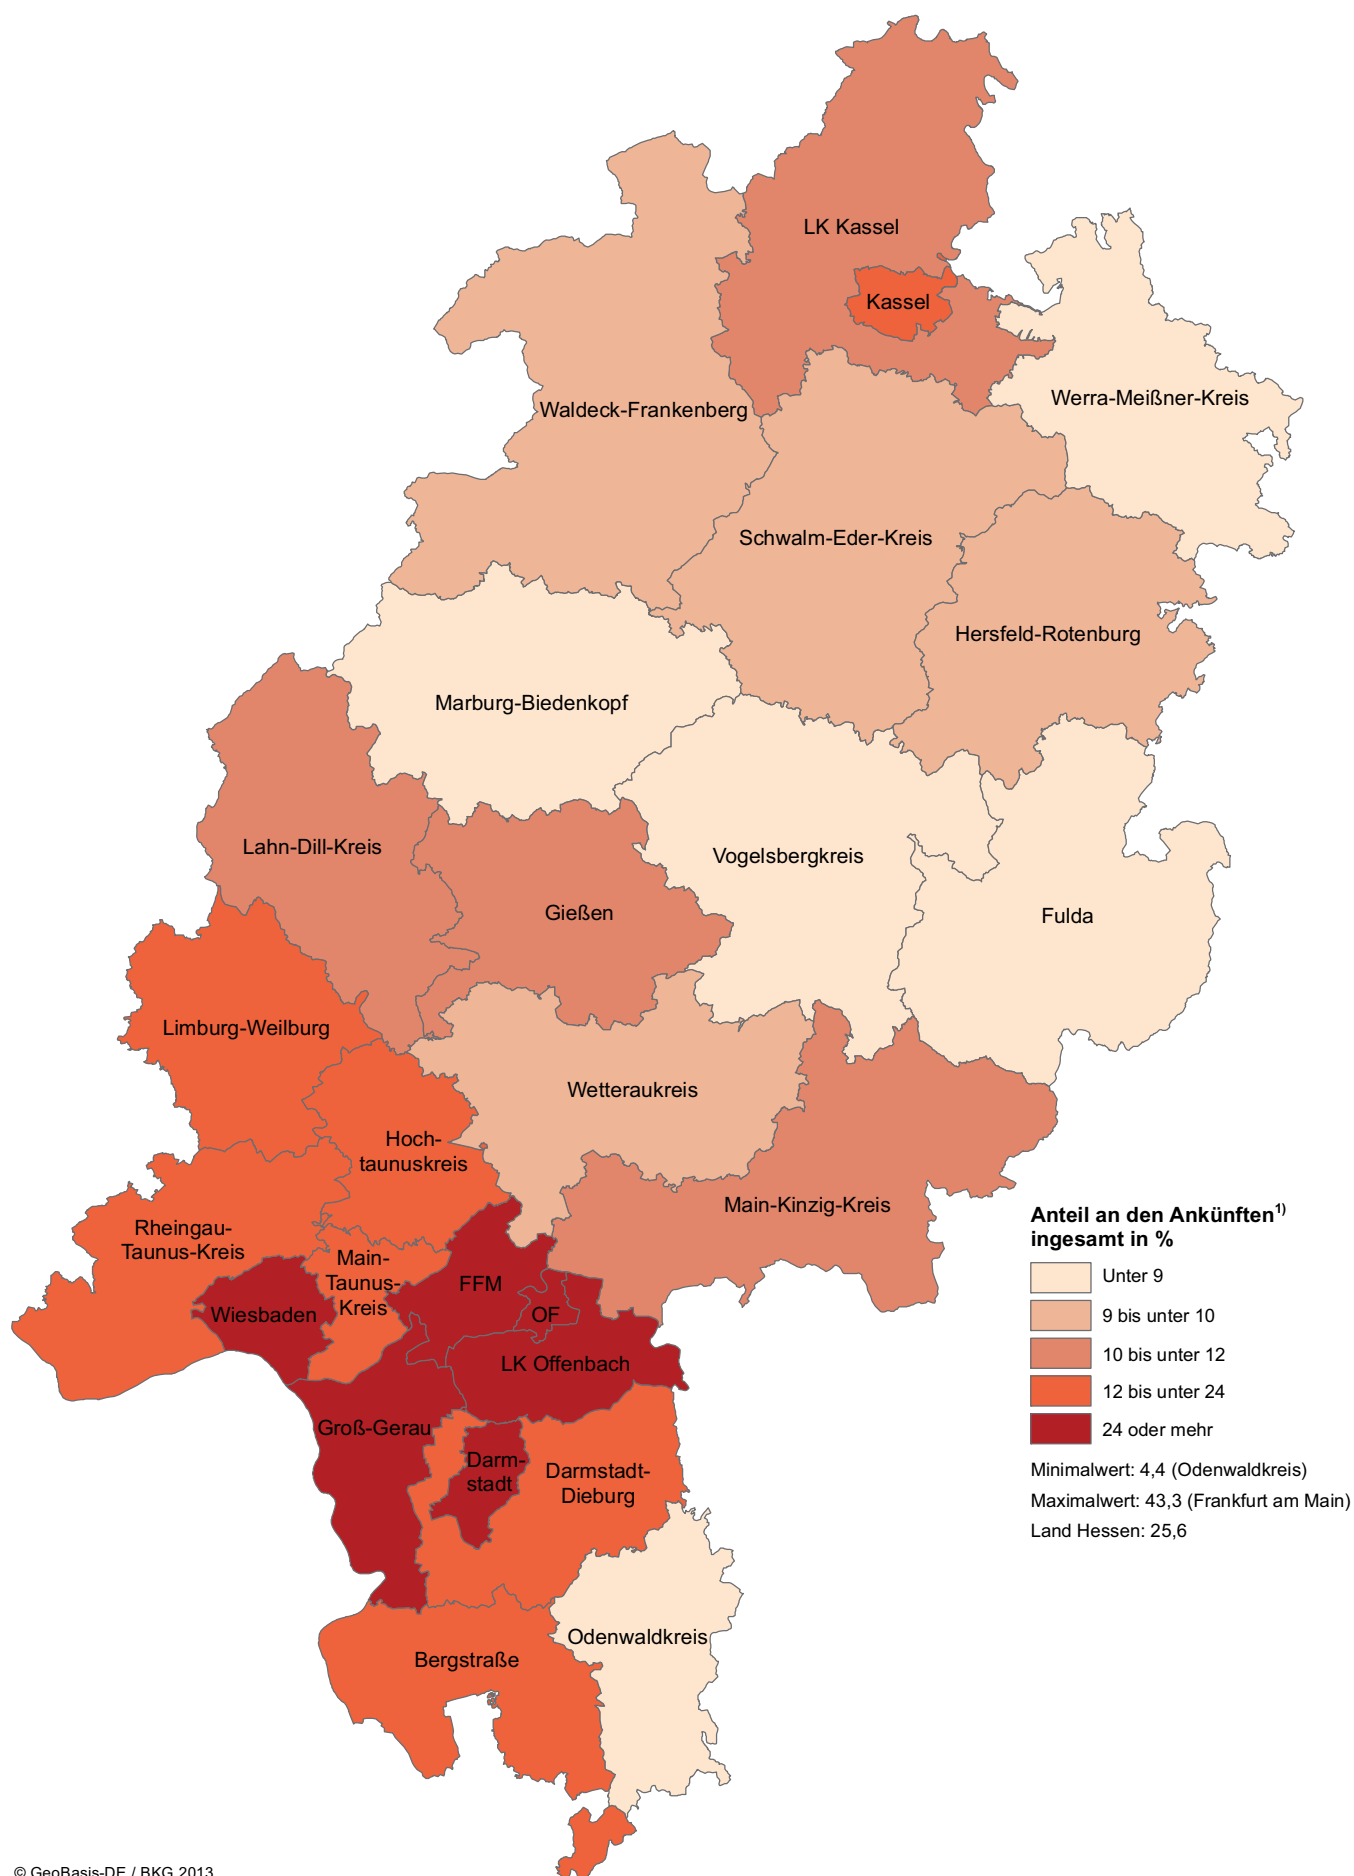 LK Kassel
Kassel
Werra-Meißner-Kreis
Waldeck-Frankenberg
Schwalm-Eder-Kreis
Hersfeld-Rotenburg
Marburg-Biedenkopf
Lahn-Dill-Kreis
Vogelsbergkreis
Gießen
Fulda
Limburg-Weilburg
Wetteraukreis
Hoch-
taunuskreis
Main-Kinzig-Kreis
Rheingau-
Taunus-Kreis
Main-
Taunus-
Kreis
FFM
Wiesbaden
OF
LK Offenbach
Groß-Gerau
Darm-
stadt
Darmstadt-
Dieburg
Odenwaldkreis
Bergstraße
Anteil an den Ankünften1)
ingesamt in %
Unter 9
9 bis unter 10
10 bis unter 12
12 bis unter 24
24 oder mehr
Minimalwert: 4,4 (Odenwaldkreis)
Maximalwert: 43,3 (Frankfurt am Main)
Land Hessen: 25,6
© GeoBasis-DE / BKG 2013